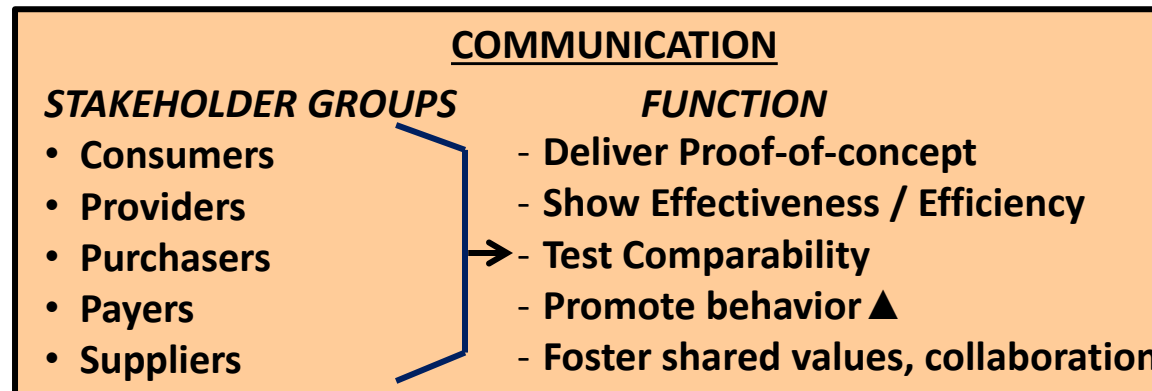 COMMUNICATION
STAKEHOLDER GROUPS
• Consumers
• Providers
• Purchasers
• Payers
• Suppliers
FUNCTION
- Deliver Proof-of-concept
- Show Effectiveness / Efficiency
- Test Comparability
- Promote behavior ▲
- Foster shared values, collaboration